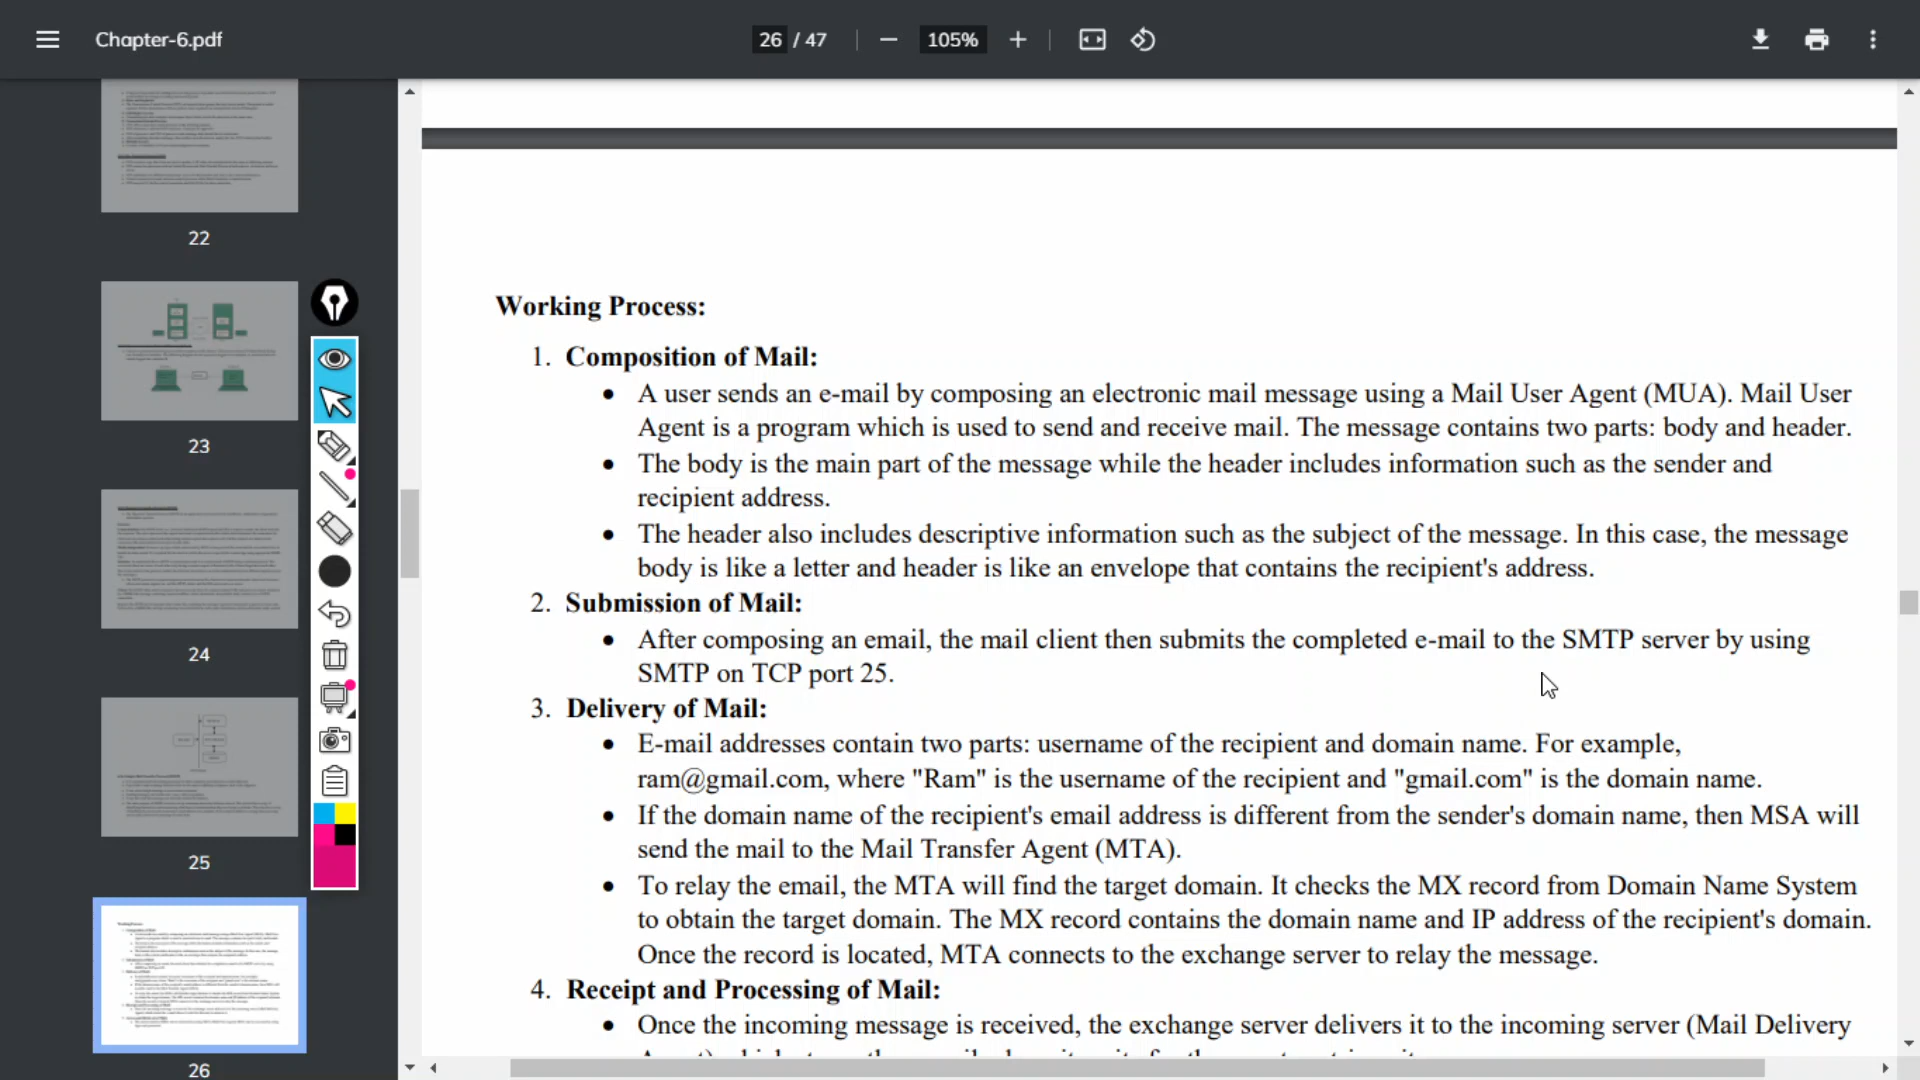 Chapter-6.pdf
26 / 47
105%
22
23
24
25
26
Working Process:
1. Composition of Mail:
• A user sends an e-mail by composing an electronic mail message using a Mail User Agent (MUA). Mail User
Agent is a program which is used to send and receive mail. The message contains two parts: body and header.
• The body is the main part of the message while the header includes information such as the sender and
recipient address.
• The header also includes descriptive information such as the subject of the message. In this case, the message
body is like a letter and header is like an envelope that contains the recipient's address.
2. Submission of Mail:
• After composing an email, the mail client then submits the completed e-mail to the SMTP server by using
SMTP on TCP port 25.
3. Delivery of Mail:
• E-mail addresses contain two parts: username of the recipient and domain name. For example,
ram@gmail.com, where "Ram" is the username of the recipient and "gmail.com" is the domain name.
• If the domain name of the recipient's email address is different from the sender's domain name, then MSA will
send the mail to the Mail Transfer Agent (MTA).
• To relay the email, the MTA will find the target domain. It checks the MX record from Domain Name System
to obtain the target domain. The MX record contains the domain name and IP address of the recipient's domain.
Once the record is located, MTA connects to the exchange server to relay the message.
4. Receipt and Processing of Mail:
• Once the incoming message is received, the exchange server delivers it to the incoming server (Mail Delivery